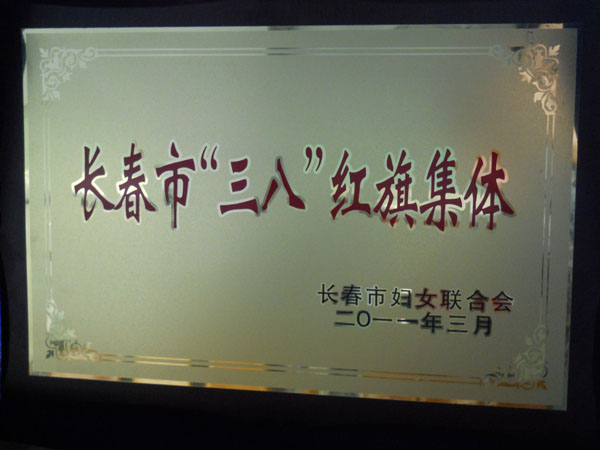 长春市“三八”红旗集体
长春市妇女联合会
二〇一一年三月